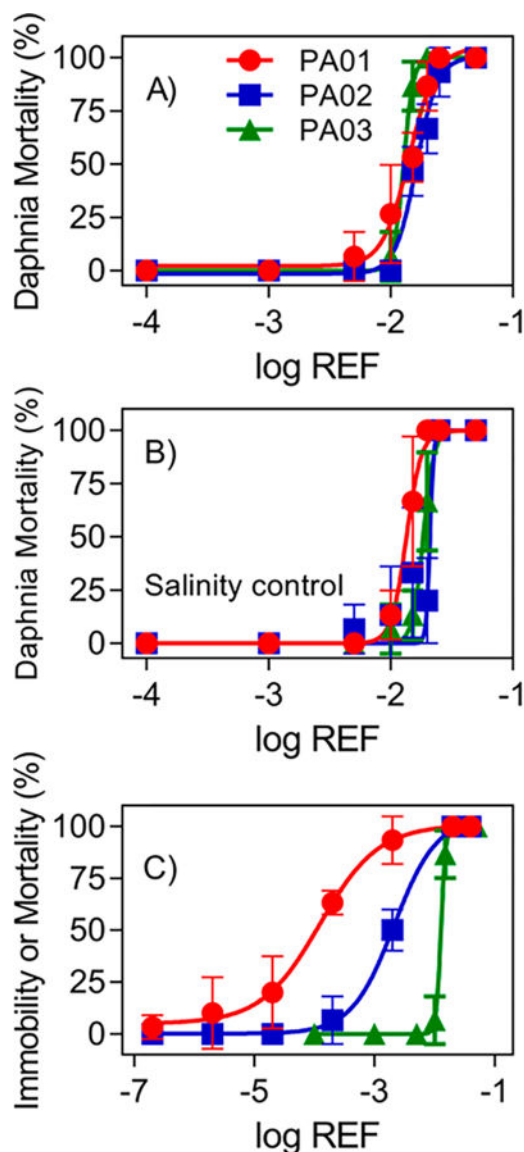 Daphnia Mortality (%)
100
75
50
25
0
A)
PA01
PA02
PA03
-4
-3
-2
-1
log REF
Daphnia Mortality (%)
100
75
50
25
0
B)
Salinity control
-4
-3
-2
-1
log REF
Immobility or Mortality (%)
100
75
50
25
0
C)
-7
-5
-3
-1
log REF